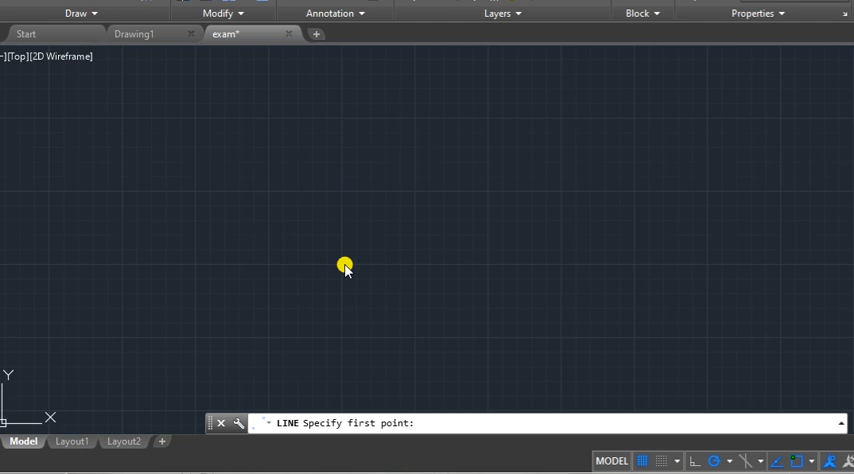 Draw Modify Annotation Layers Block Properties
Start Drawing1 exam*
–][Top][2D Wireframe]
Y
X
LINE Specify first point:
Model Layout1 Layout2
MODEL